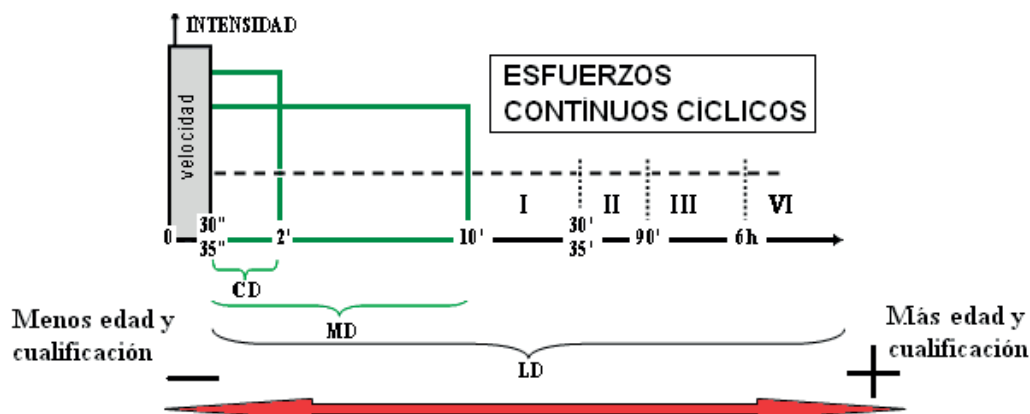 INTENSIDAD
velocidad
ESFUERZOS
CONTÍNUOS CÍCLICOS
I
II
III
VI
0
30"
35"
2'
10'
30'
35'
90'
6h
CD
MD
LD
Menos edad y
cualificación
Más edad y
cualificación